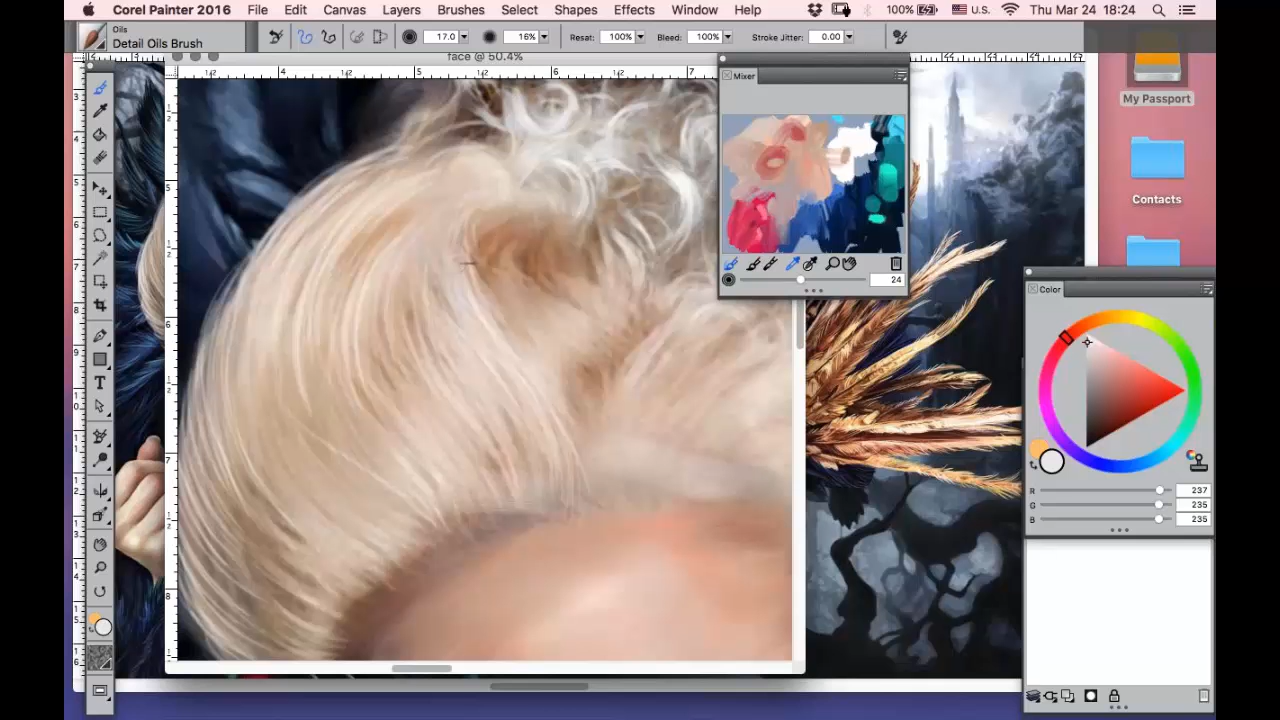 Corel Painter 2016 File Edit Canvas Layers Brushes Select Shapes Effects Window Help 100% U.S. Thu Mar 24 18:24
Oils
Detail Oils Brush
17.0 16% Resat: 100% Bleed: 100% Stroke Jitter: 0.00
face @ 50.4%
Mixer
24
My Passport
Contacts
Color
R 237
G 235
B 235
T